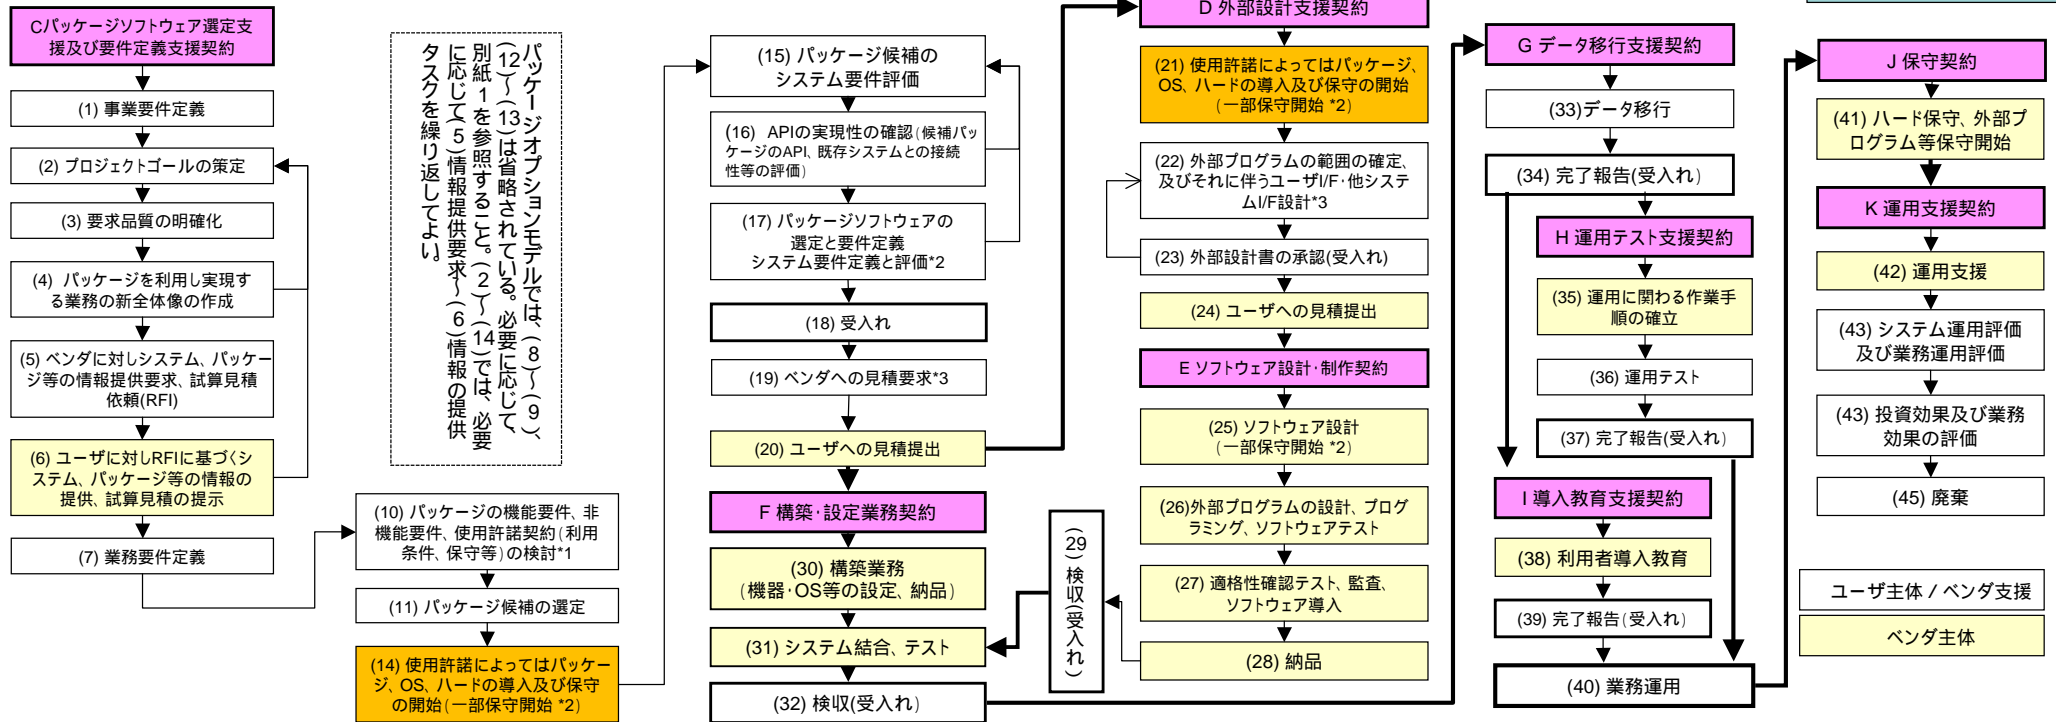 Cパッケージソフトウェア選定支
援及び要件定義支援契約
(1) 事業要件定義
(2) プロジェクトゴールの策定
(3) 要求品質の明確化
(4) パッケージを利用し実現す
る業務の新全体像の作成
(5) ベンダに対しシステム、パッケー
ジ等の情報提供要求、試算見積
依頼(RFI)
(6) ユーザに対しRFIに基づくシ
ステム、パッケージ等の情報の
提供、試算見積の提示
(7) 業務要件定義
パッケージオプションモデルでは、(8)〜(9)、
(12)〜(13)は省略されている。必要に応じて、
別紙1を参照すること。(2)〜(14)では、必要
に応じて(5)情報提供要求〜(6)情報の提供
タスクを繰り返してよい。
(10) パッケージの機能要件、非
機能要件、使用許諾契約(利用
条件、保守等)の検討*1
(11) パッケージ候補の選定
(14) 使用許諾によってはパッケー
ジ、OS、ハードの導入及び保守
の開始(一部保守開始 *2)
(15) パッケージ候補の
システム要件評価
(16) APIの実現性の確認(候補パッ
ケージのAPI、既存システムとの接続
性等の評価)
(17) パッケージソフトウェアの
選定と要件定義
システム要件定義と評価*2
(18) 受入れ
(19) ベンダへの見積要求*3
(20) ユーザへの見積提出
F 構築・設定業務契約
(30) 構築業務
(機器・OS等の設定、納品)
(31) システム結合、テスト
(32) 検収(受入れ)
(29) 検収(受入れ)
D 外部設計支援契約
(21) 使用許諾によってはパッケージ、
OS、ハードの導入及び保守の開始
(一部保守開始 *2)
(22) 外部プログラムの範囲の確定、
及びそれに伴うユーザI/F・他システ
ムI/F設計*3
(23) 外部設計書の承認(受入れ)
(24) ユーザへの見積提出
E ソフトウェア設計・制作契約
(25) ソフトウェア設計
(一部保守開始 *2)
(26)外部プログラムの設計、プログ
ラミング、ソフトウェアテスト
(27) 適格性確認テスト、監査、
ソフトウェア導入
(28) 納品
G データ移行支援契約
(33)データ移行
(34) 完了報告(受入れ)
H 運用テスト支援契約
(35) 運用に関わる作業手
順の確立
(36) 運用テスト
(37) 完了報告(受入れ)
I 導入教育支援契約
(38) 利用者導入教育
(39) 完了報告(受入れ)
(40) 業務運用
J 保守契約
(41) ハード保守、外部プ
ログラム等保守開始
K 運用支援契約
(42) 運用支援
(43) システム運用評価
及び業務運用評価
(43) 投資効果及び業務
効果の評価
(45) 廃棄
ユーザ主体 / ベンダ支援
ベンダ主体